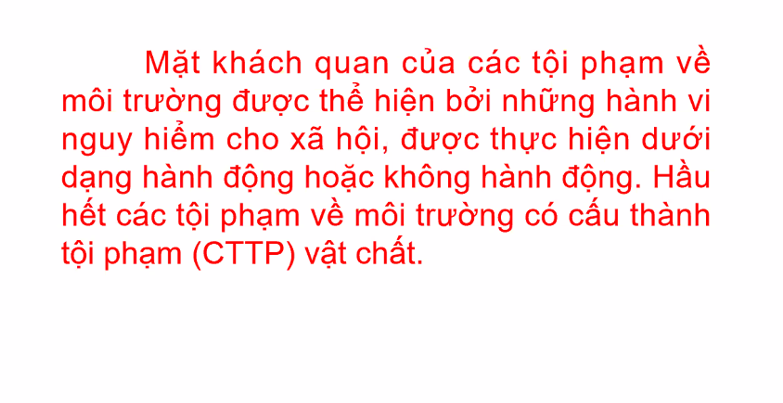 Mặt khách quan của các tội phạm về
môi trường được thể hiện bởi những hành vi
nguy hiểm cho xã hội, được thực hiện dưới
dạng hành động hoặc không hành động. Hầu
hết các tội phạm về môi trường có cấu thành
tội phạm (CTTP) vật chất.